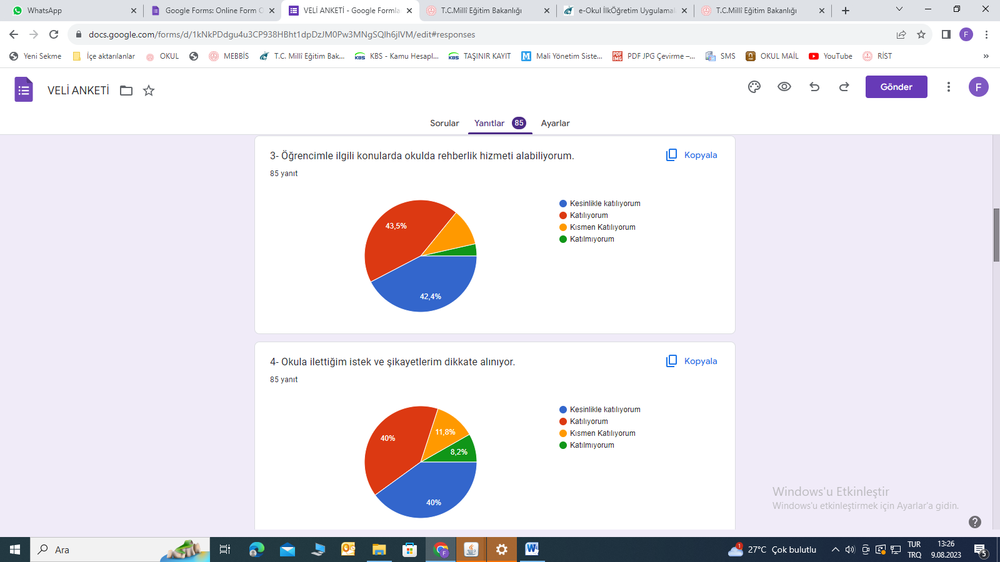 WhatsApp
Google Forms: Online Form C
VELİ ANKETİ - Google Formla
T.C.Millî Eğitim Bakanlığı
e-Okul İlkÖğretim Uygulamal
T.C.Millî Eğitim Bakanlığı
docs.google.com/forms/d/1kNkPDdgu4u3CP938HBht1dpDzJM0Pw3MNgSQlh6jIVM/edit#responses
F
Yeni Sekme
İçe aktarılanlar
OKUL
MEBBİS
T.C. Millî Eğitim Bak...
KBS - Kamu Hesapl...
TAŞINIR KAYIT
Mali Yönetim Siste...
PDF JPG Çevirme –...
SMS
OKUL MAİL
YouTube
RİST
VELİ ANKETİ
Gönder
F
Sorular
Yanıtlar 85
Ayarlar
3- Öğrencimle ilgili konularda okulda rehberlik hizmeti alabiliyorum.
Kopyala
85 yanıt
Kesinlikle katılıyorum
Katılıyorum
Kısmen Katılıyorum
Katılmıyorum
43,5%
42,4%
4- Okula ilettiğim istek ve şikayetlerim dikkate alınıyor.
Kopyala
85 yanıt
Kesinlikle katılıyorum
Katılıyorum
Kısmen Katılıyorum
Katılmıyorum
40%
11,8%
8,2%
40%
Windows'u Etkinleştir
Windows'u etkinleştirmek için Ayarlar'a gidin.
Ara
27°C Çok bulutlu
TUR
TRQ
13:26
9.08.2023
5